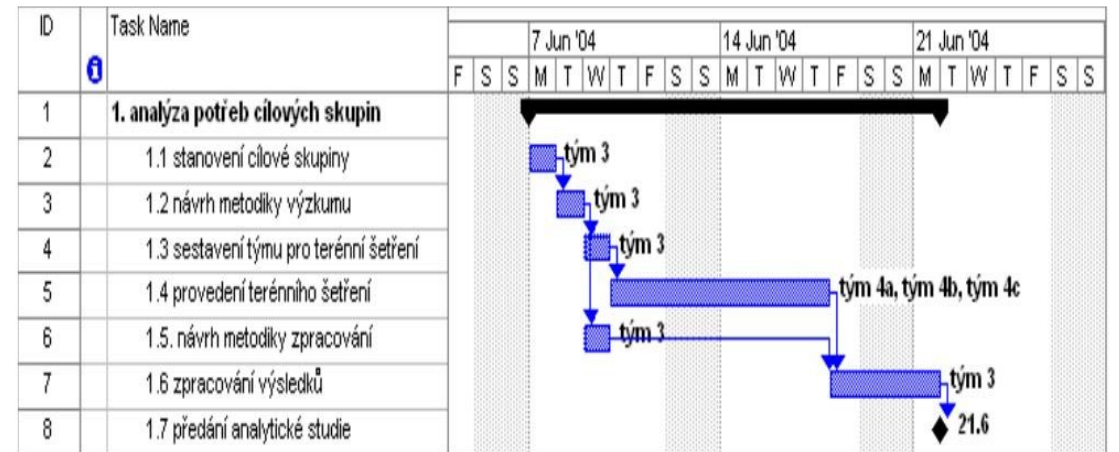 ID Task Name
7 Jun '04 14 Jun '04 21 Jun '04
i F S S M T W T F S S M T W T F S S M T W T F S S
1 1. analýza potřeb cílových skupin
2 1.1 stanovení cílové skupiny tým 3
3 1.2 návrh metodiky výzkumu tým 3
4 1.3 sestavení týmu pro terénní šetření tým 3
5 1.4 provedení terénního šetření tým 4a, tým 4b, tým 4c
6 1.5. návrh metodiky zpracování tým 3
7 1.6 zpracování výsledků tým 3
8 1.7 předání analytické studie 21.6